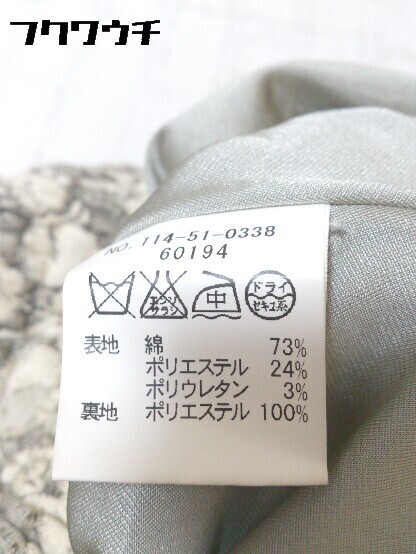 フクワウチ
NO. 114-51-0338
60194
エンソ サラシ 中 ドライ
セキユ系
表地 綿 73%
ポリエステル 24%
ポリウレタン 3%
裏地 ポリエステル 100%